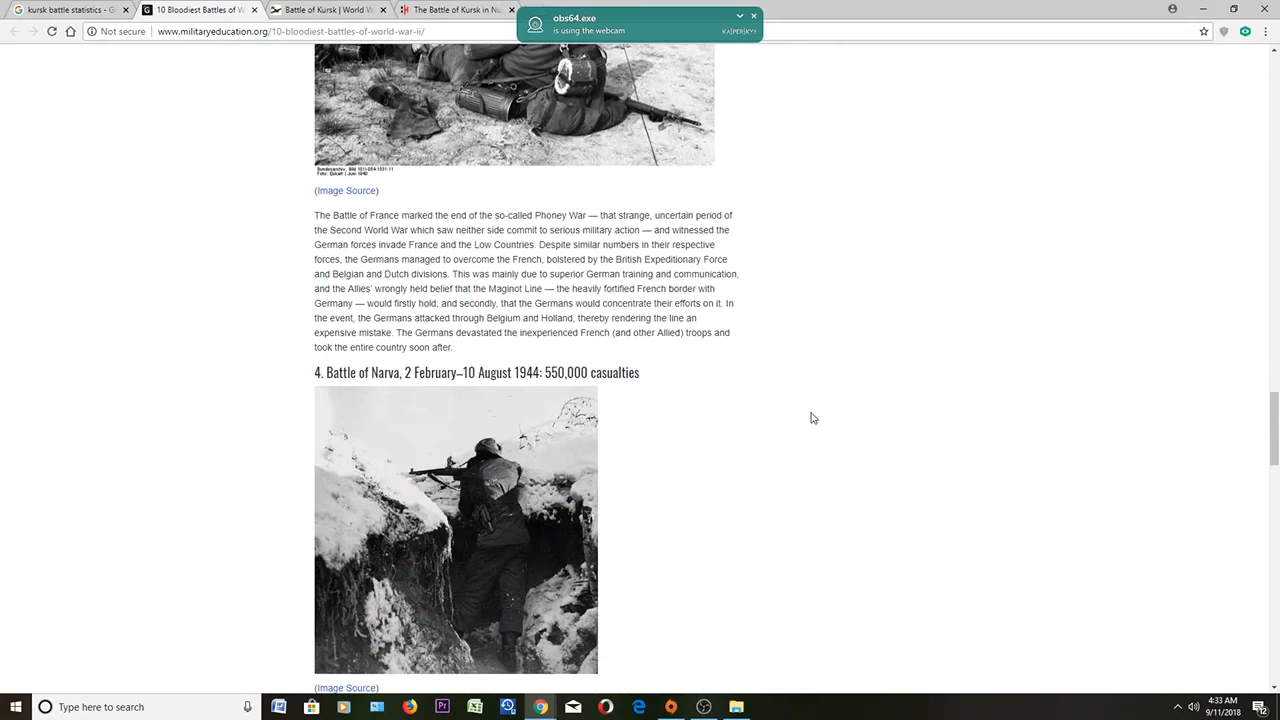 kursk battle statistics - G
10 Bloodiest Battles of W
Battle of Kursk | World W
The Battle of Kursk in Nu
obs64.exe
is using the webcam
KASPERSKY
Not secure
www.militaryeducation.org/10-bloodiest-battles-of-world-war-ii/
(Image Source)
The Battle of France marked the end of the so-called Phoney War — that strange, uncertain period of
the Second World War which saw neither side commit to serious military action — and witnessed the
German forces invade France and the Low Countries. Despite similar numbers in their respective
forces, the Germans managed to overcome the French, bolstered by the British Expeditionary Force
and Belgian and Dutch divisions. This was mainly due to superior German training and communication,
and the Allies' wrongly held belief that the Maginot Line — the heavily fortified French border with
Germany — would firstly hold; and secondly, that the Germans would concentrate their efforts on it. In
the event, the Germans attacked through Belgium and Holland, thereby rendering the line an
expensive mistake. The Germans devastated the inexperienced French (and other Allied) troops and
took the entire country soon after.
4. Battle of Narva, 2 February–10 August 1944: 550,000 casualties
(Image Source)
Type here to search
4:33 AM
9/11/2018